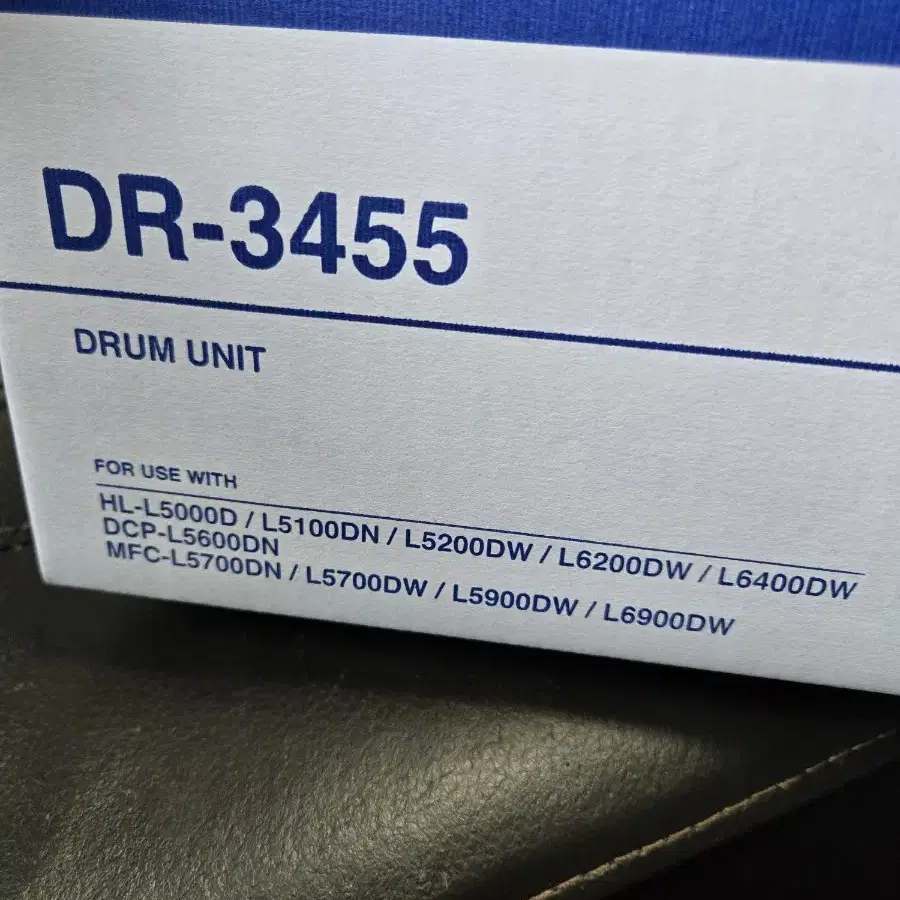 DR-3455
DRUM UNIT
FOR USE WITH
HL-L5000D / L5100DN / L5200DW / L6200DW / L6400DW
DCP-L5600DN
MFC-L5700DN / L5700DW / L5900DW / L6900DW